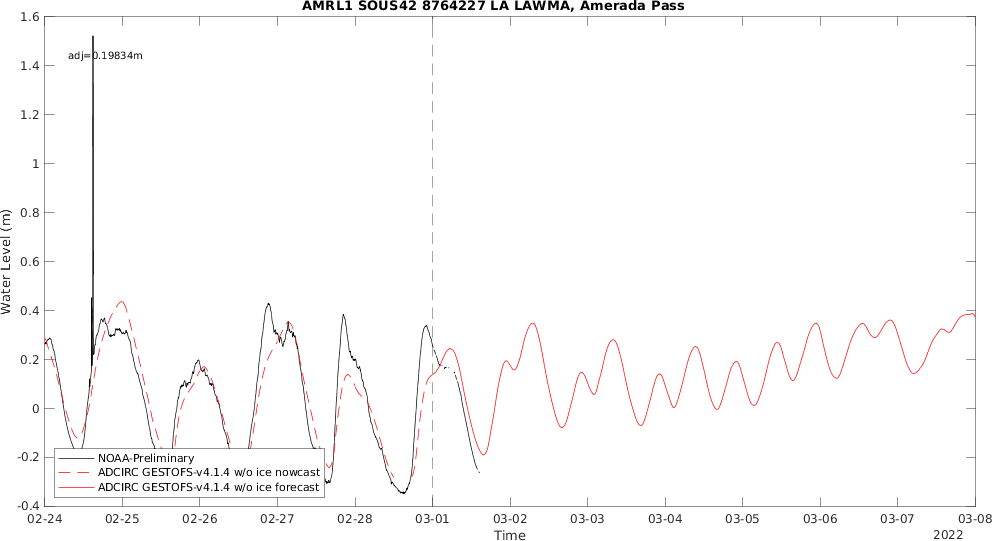 AMRL1 SOUS42 8764227 LA LAWMA, Amerada Pass
1.6
adj=0.19834m
1.4
1.2
1
0.8
0.6
0.4
0.2
0
-0.2
-0.4
Water Level (m)
NOAA-Preliminary
ADCIRC GESTOFS-v4.1.4 w/o ice nowcast
ADCIRC GESTOFS-v4.1.4 w/o ice forecast
02-24 02-25 02-26 02-27 02-28 03-01 03-02 03-03 03-04 03-05 03-06 03-07 03-08
Time
2022